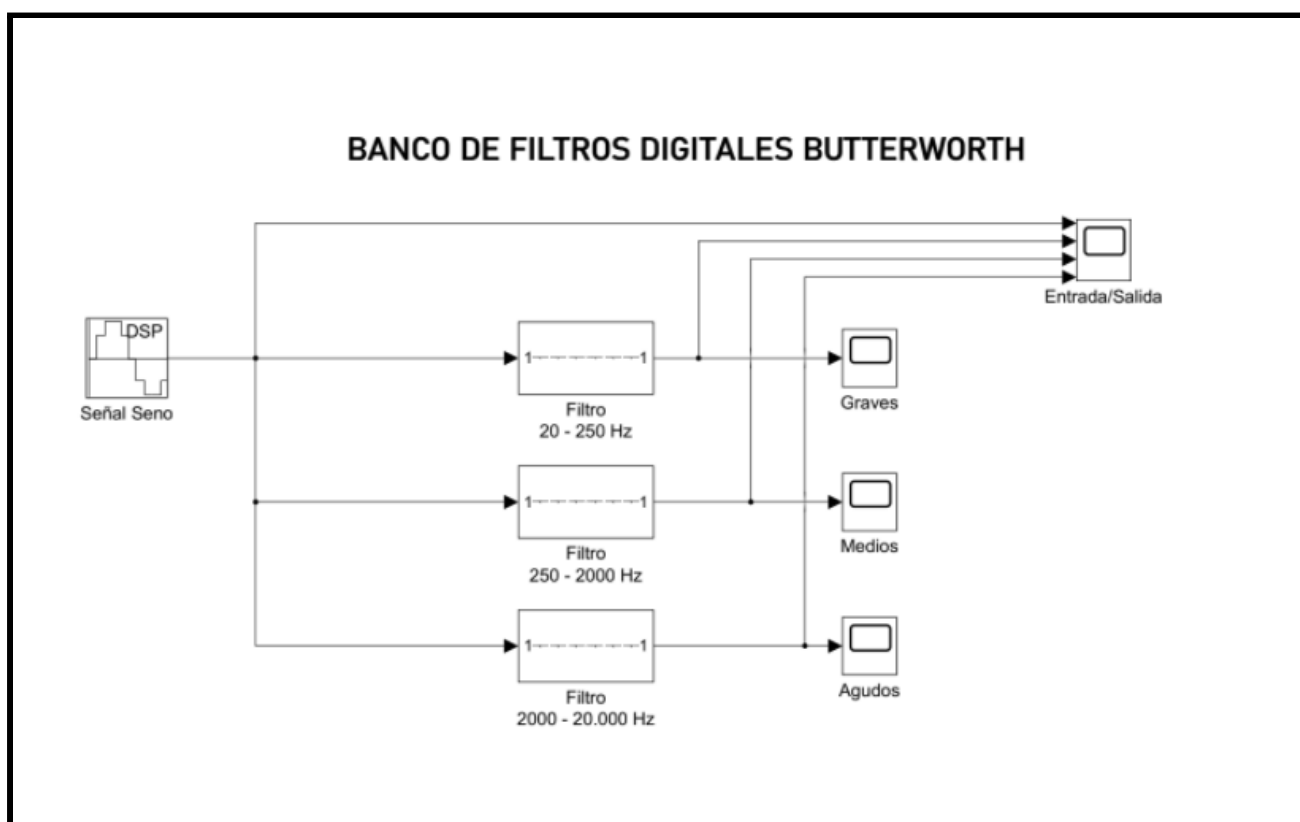 BANCO DE FILTROS DIGITALES BUTTERWORTH
Entrada/Salida
DSP
Señal Seno
1 1
Filtro
20 - 250 Hz
Graves
1 1
Filtro
250 - 2000 Hz
Medios
1 1
Filtro
2000 - 20.000 Hz
Agudos